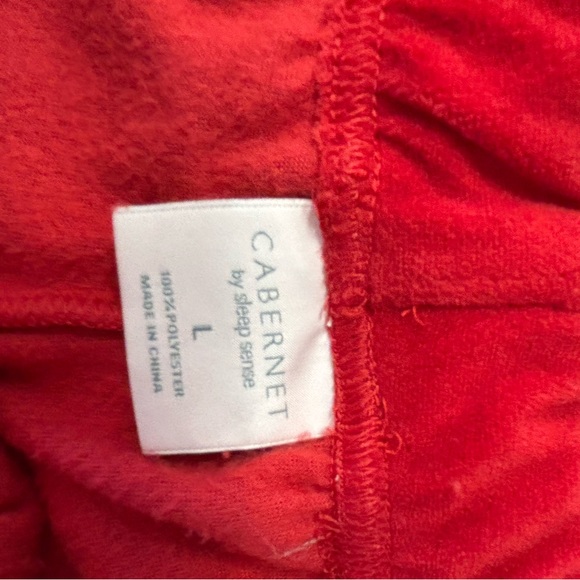 CABERNET
by sleep sense
L
100% POLYESTER
MADE IN CHINA